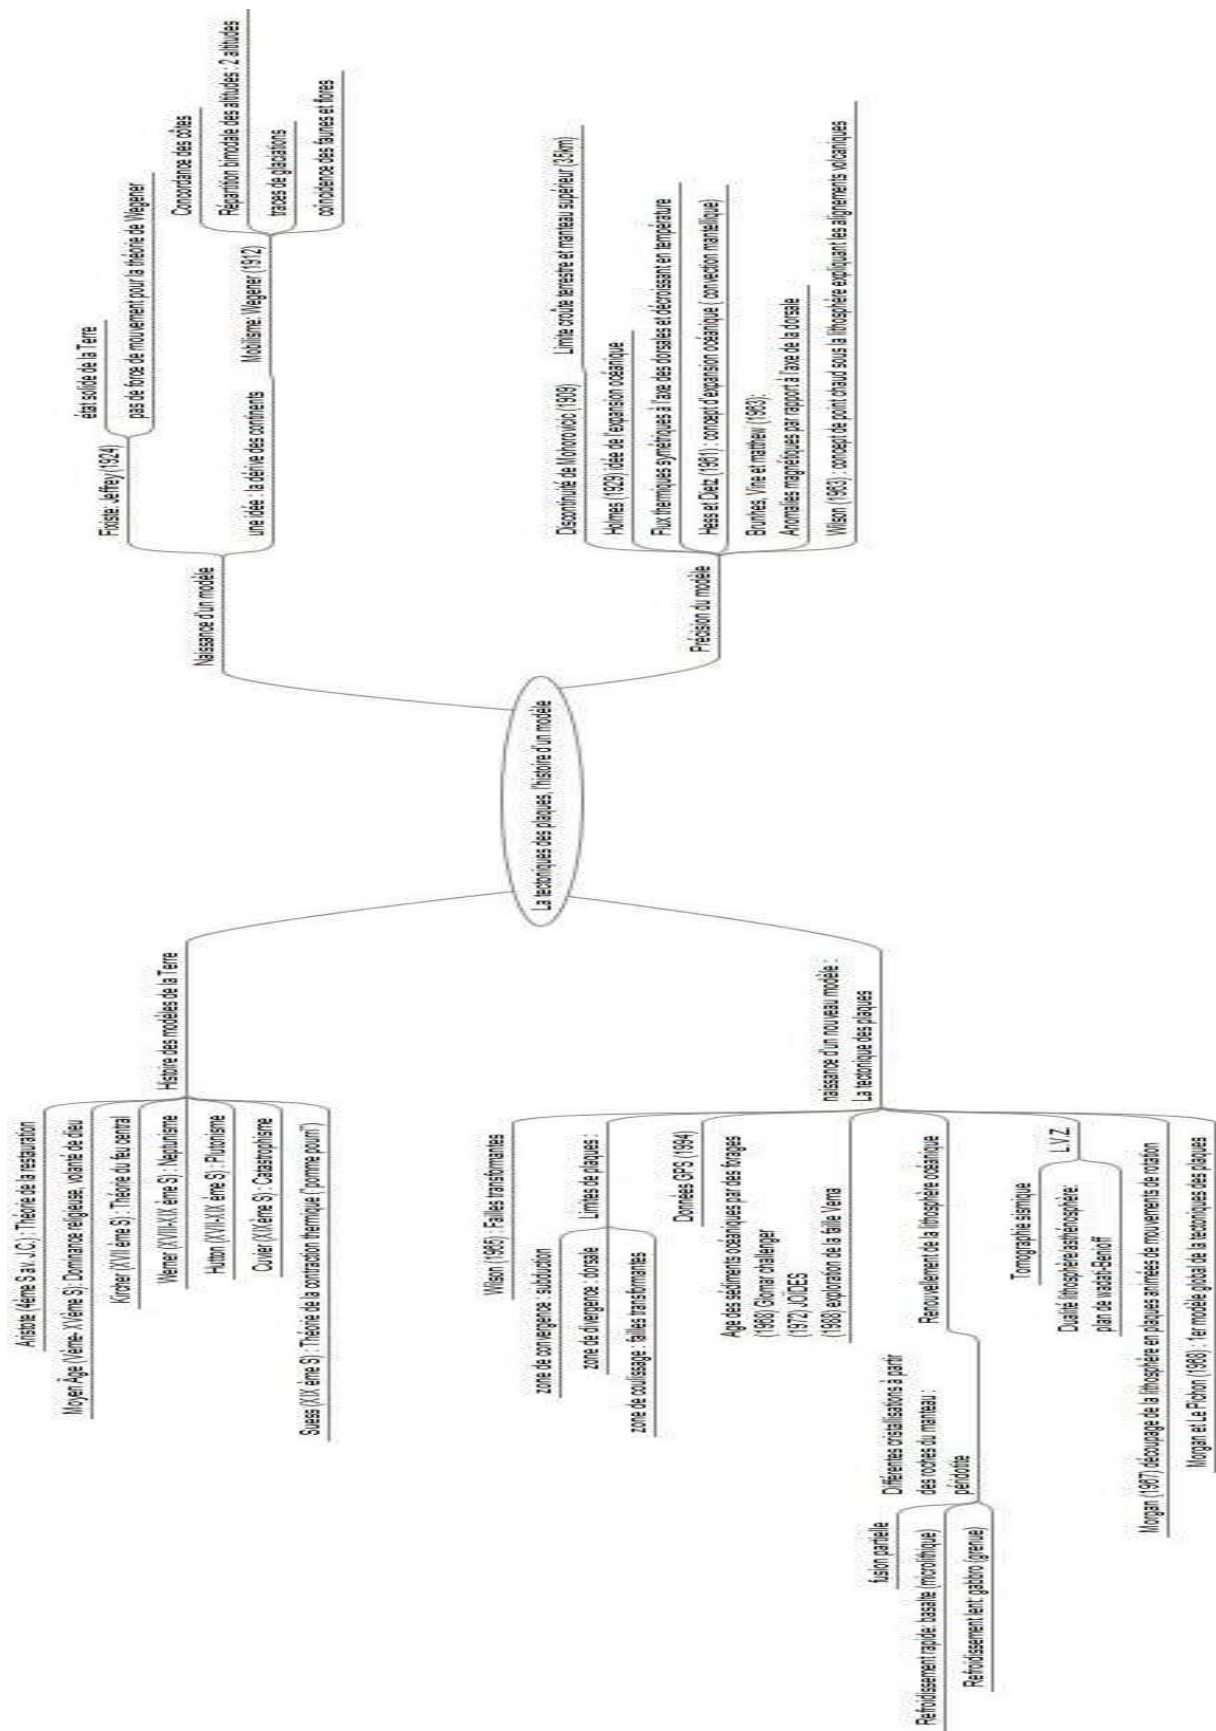 La tectoniques des plaques, l'histoire d'un modèle
Histoire des modèles de la Terre
Aristote (4ème S av. J.C.) : Théorie de la restauration
Moyen Âge (Vème- XVème S) : Dominance religieuse, volonté de dieu
Kircher (XVII ème S) : Théorie du feu central
Werner (XVIII-XIX ème S) : Neptunisme
Hutton (XVII-XIX ème S) : Plutonisme
Cuvier (XIXème S) : Catastrophisme
Suess (XIX ème S) : Théorie de la contraction thermique ("pomme pourri")
Naissance d'un modèle
Fixiste: Jeffrey (1924)
état solide de la Terre
pas de force de mouvement pour la théorie de Wegener
une idée : la dérive des continents
Mobilisme: Wegener (1912)
Concordance des côtes
Répartition bimodale des altitudes : 2 altitudes
traces de glaciations
coïncidence des faunes et flores
Précision du modèle
Discontinuité de Mohorovicic (1909)
Limite croûte terrestre et manteau supérieur (35km)
Holmes (1929) idée de l'expansion océanique
Flux thermiques symétriques à l'axe des dorsales et décroissant en température
Hess et Dietz (1961) : concept d'expansion océanique ( convection mantellique)
Brunhes, Vine et matthew (1963):
Anomalies magnétiques par rapport à l'axe de la dorsale
Wilson (1963) : concept de point chaud sous la lithosphère expliquant les alignements volcaniques
naissance d'un nouveau modèle :
La tectonique des plaques
Wilson (1965) : Failles transformantes
Limites de plaques :
zone de convergence : subduction
zone de divergence : dorsale
zone de coulissage : failles transformantes
Données GPS (1994)
Age des sédiments océaniques par des forages
(1968) Glomar challenger
(1972) JOÏDES
(1988) exploration de la faille Vema
Renouvellement de la lithosphère océanique
Différentes cristallisations à partir
des roches du manteau :
péridotite
fusion partielle
Refroidissement rapide: basalte (microlithique)
Refroidissement lent: gabbro (grenue)
L.V.Z
Tomographie sismique
Dualité lithosphère/asthénosphère:
plan de wadati-Benioff
Morgan (1967) découpage de la lithosphère en plaques animées de mouvements de rotation
Morgan et Le Pichon (1968) : 1er modèle global de la tectoniques des plaques